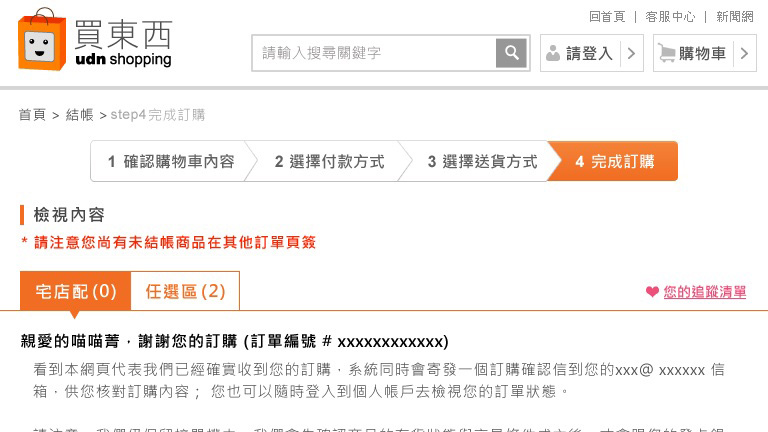 回首頁 | 客服中心 | 新聞網
買東西
udn shopping
請輸入搜尋關鍵字
請登入
購物車
首頁 > 結帳 > step4完成訂購
1 確認購物車內容
2 選擇付款方式
3 選擇送貨方式
4 完成訂購
檢視內容
* 請注意您尚有未結帳商品在其他訂單頁簽
宅店配(0)
任選區(2)
您的追蹤清單
親愛的喵喵菁，謝謝您的訂購 (訂單編號 # xxxxxxxxxxxx)
看到本網頁代表我們已經確實收到您的訂購，系統同時會寄發一個訂購確認信到您的xxx@ xxxxxx 信
箱，供您核對訂購內容； 您也可以隨時登入到個人帳戶去檢視您的訂單狀態。